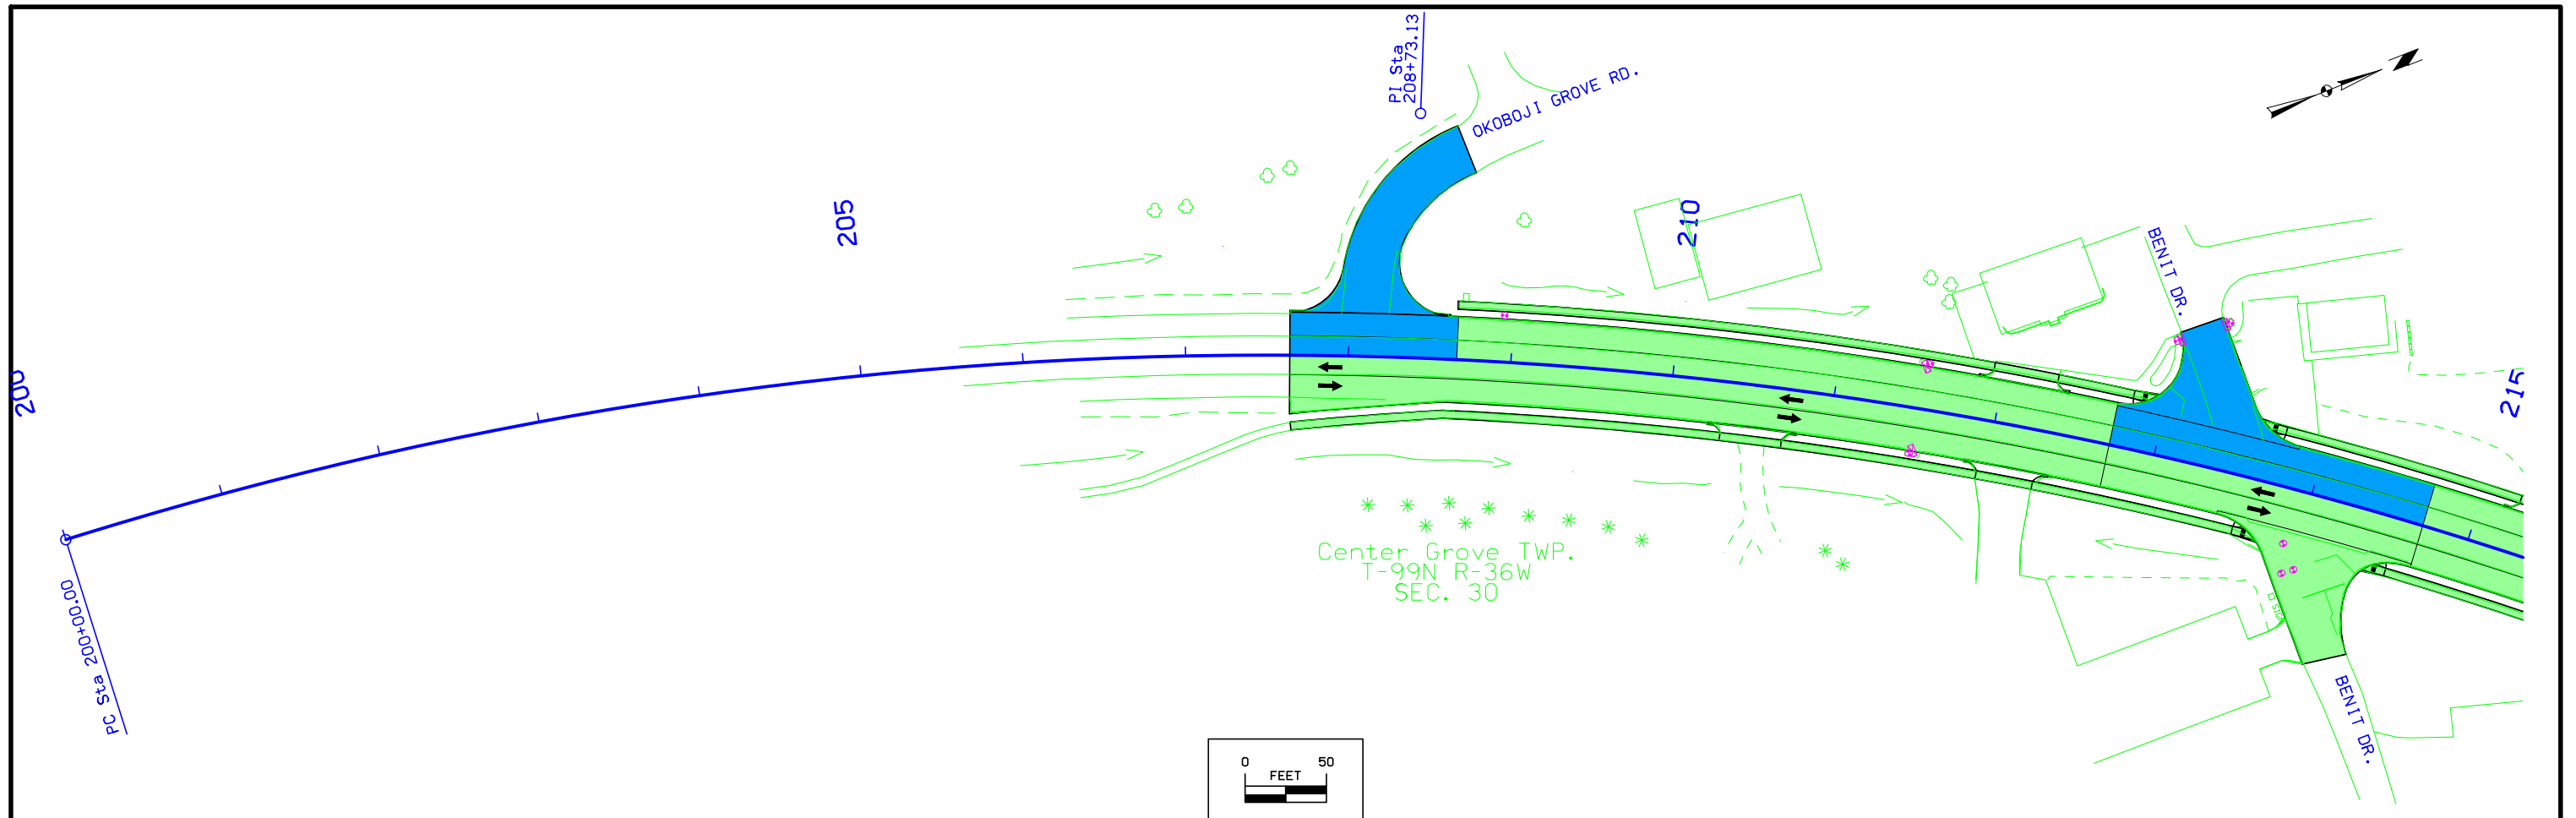 PI Sta
208+73.13
OKOBOJI GROVE RD.
N
200
205
210
215
BENIT DR.
PC Sta 200+00.00
Center Grove TWP.
T-99N R-36W
SEC. 30
BENIT DR.
0 50
FEET